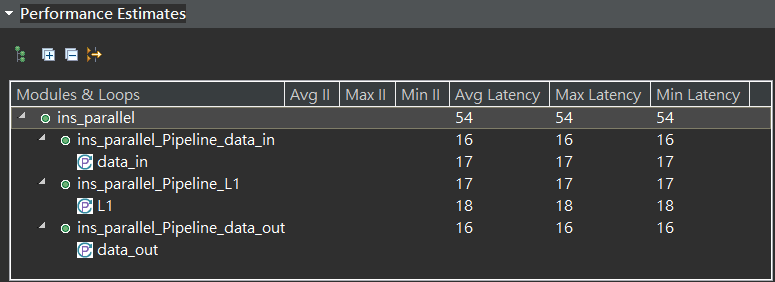 Performance Estimates
Modules & Loops Avg II Max II Min II Avg Latency Max Latency Min Latency
ins_parallel 54 54 54
ins_parallel_Pipeline_data_in 16 16 16
data_in 17 17 17
ins_parallel_Pipeline_L1 17 17 17
L1 18 18 18
ins_parallel_Pipeline_data_out 16 16 16
data_out